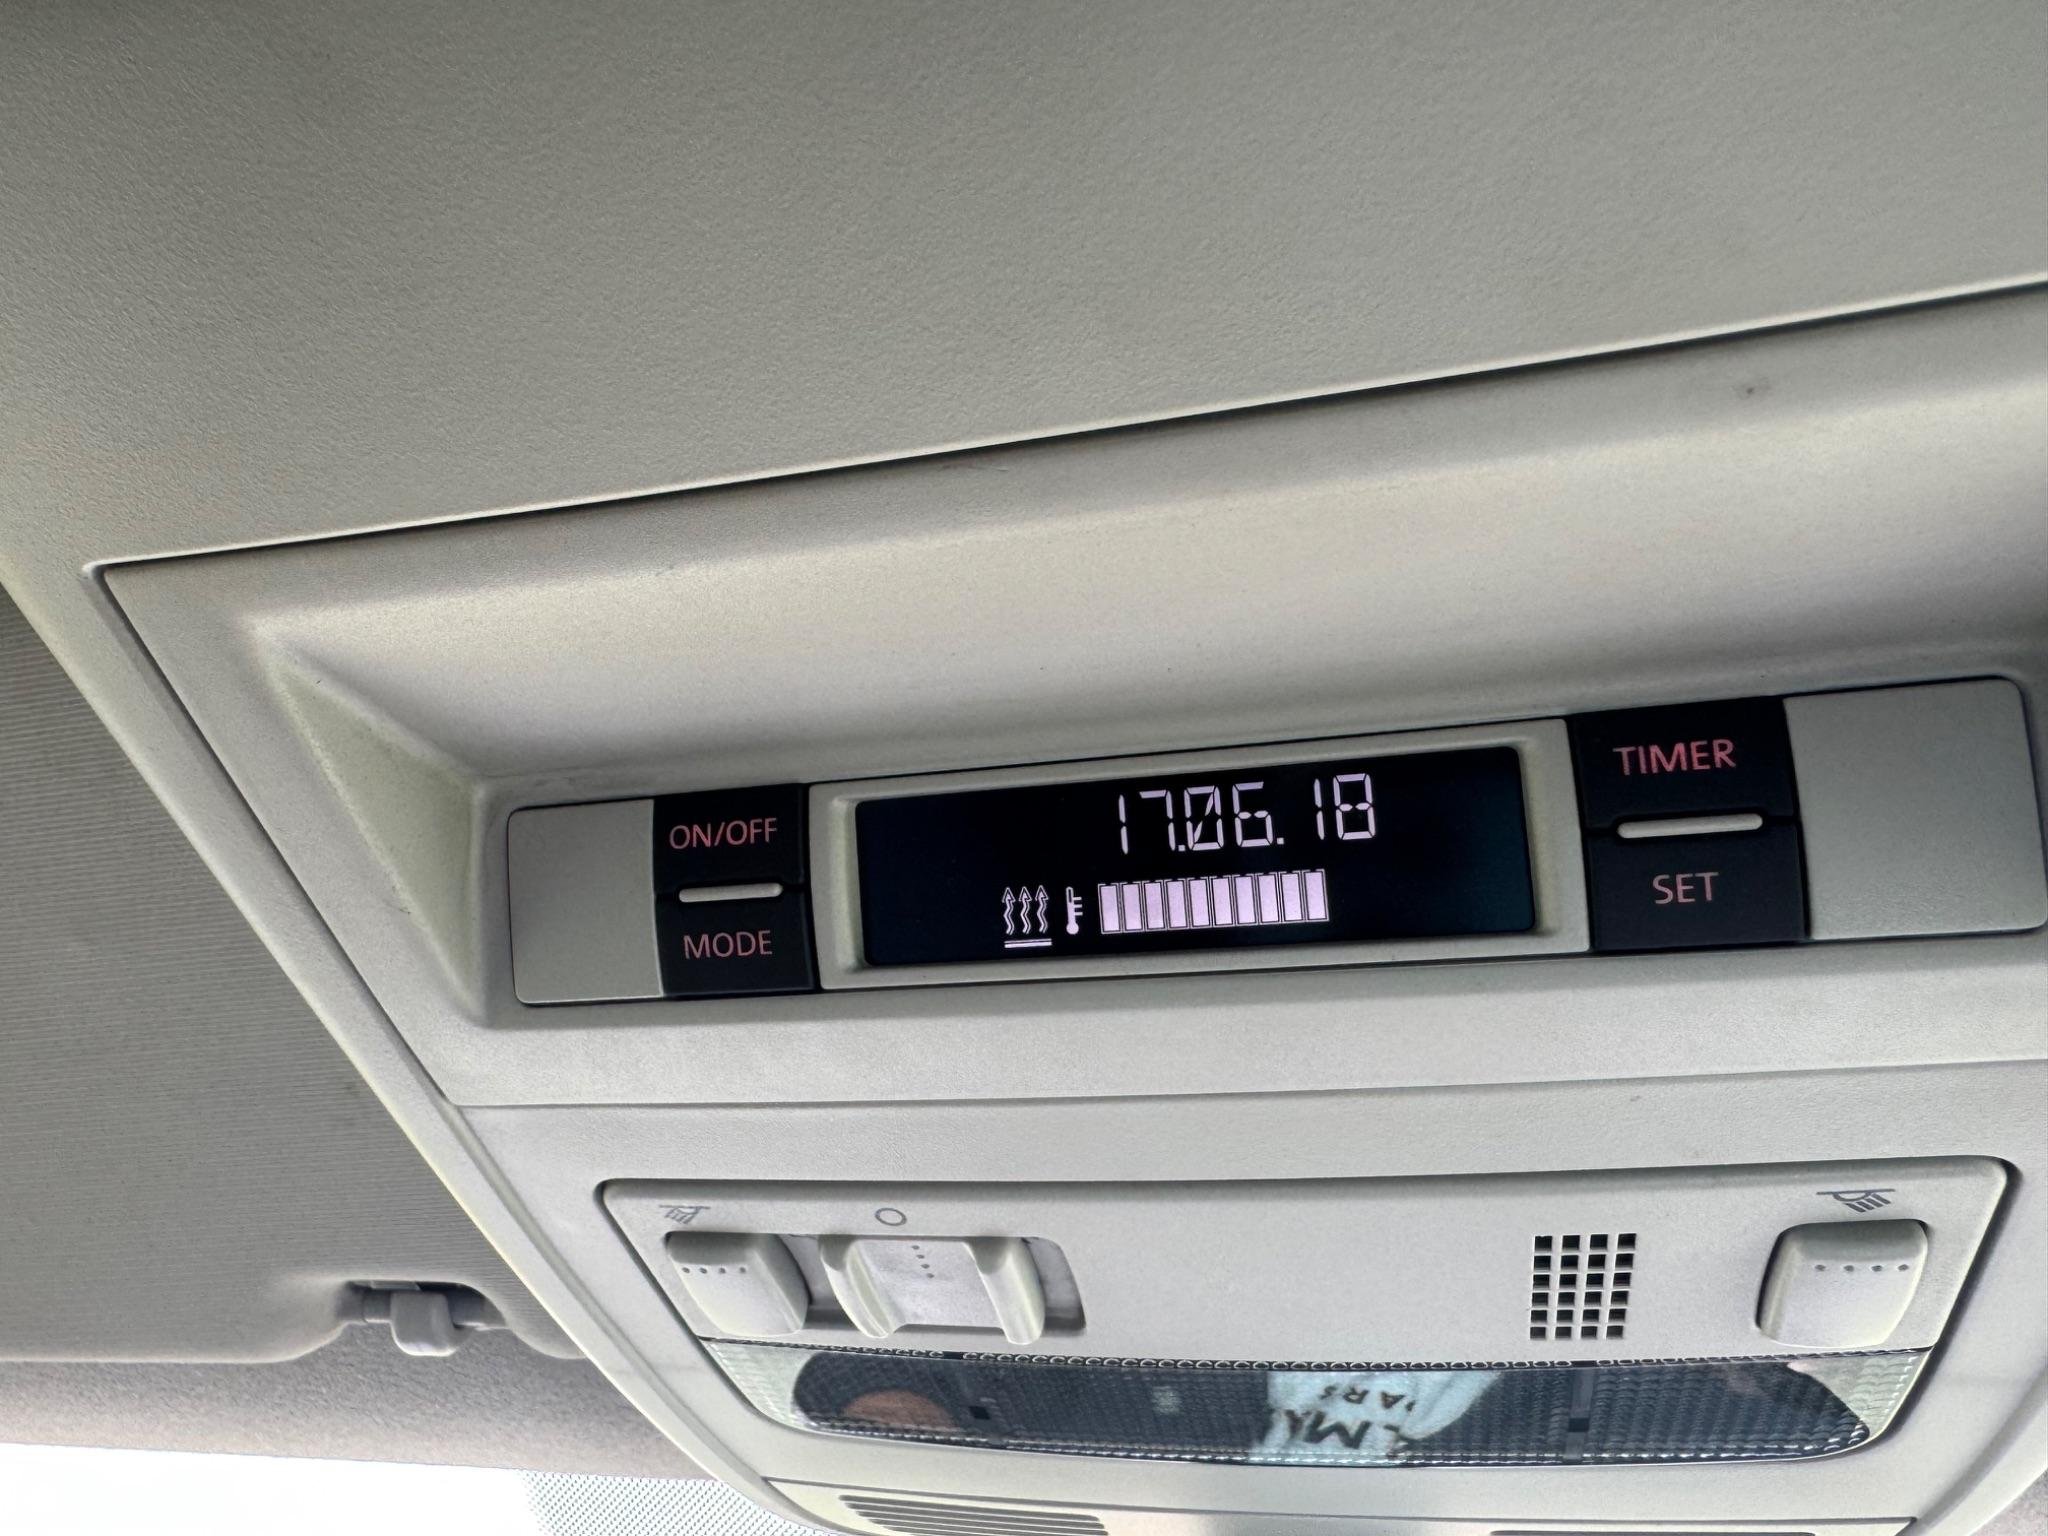 17.06.18
ON/OFF
MODE
TIMER
SET